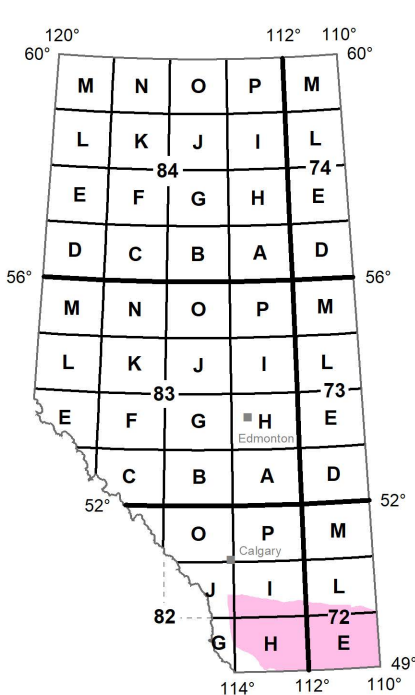 120° 112° 110°
60° 60°
M N O P M
L K J I L
84 74
E F G H E
D C B A D
56° 56°
M N O P M
L K J I L
83 73
E F G H E
Edmonton
C B A D
52° 52°
O P M
Calgary
J I L
82 72
G H E
49°
114° 112° 110°